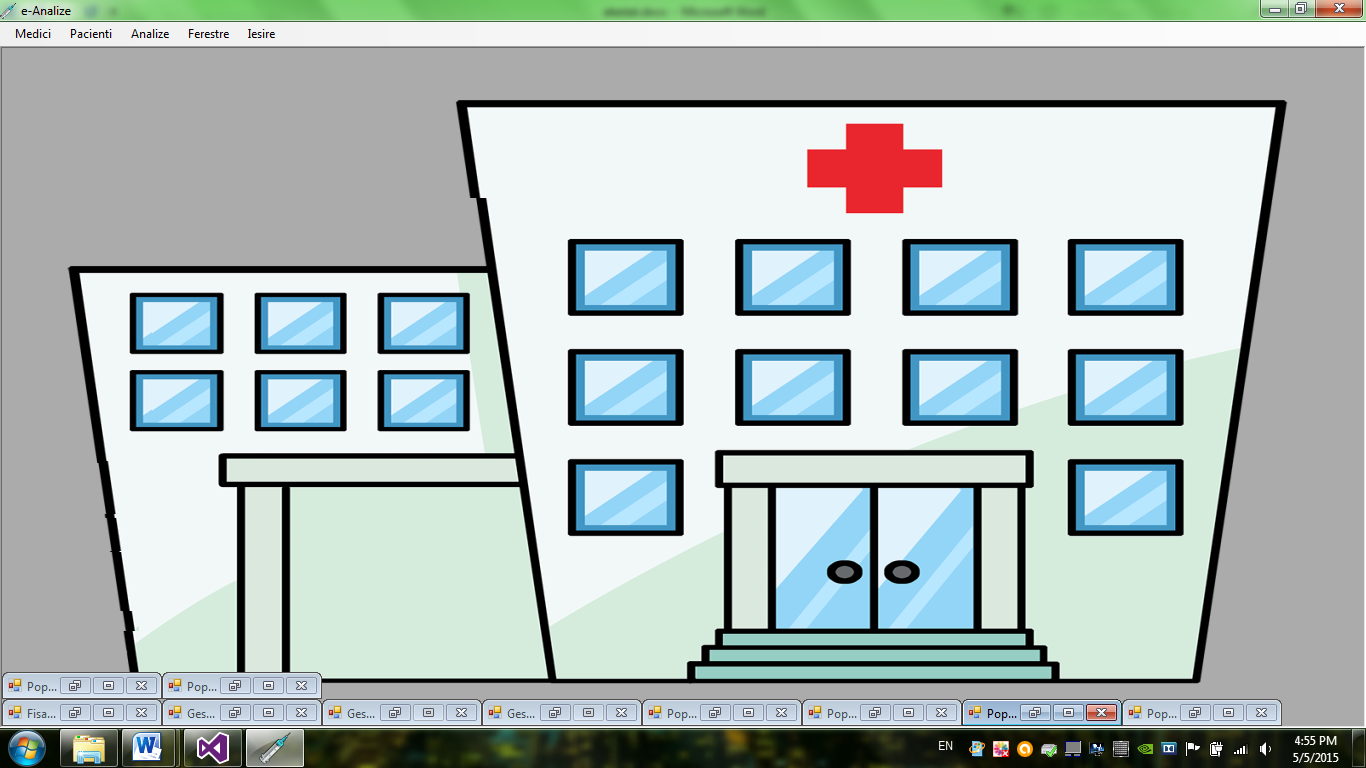 e-Analize
Medici Pacienti Analize Ferestre Iesire
Pop... Pop...
Fisa... Ges... Ges... Ges... Pop... Pop... Pop... Pop...
EN
4:55 PM
5/5/2015